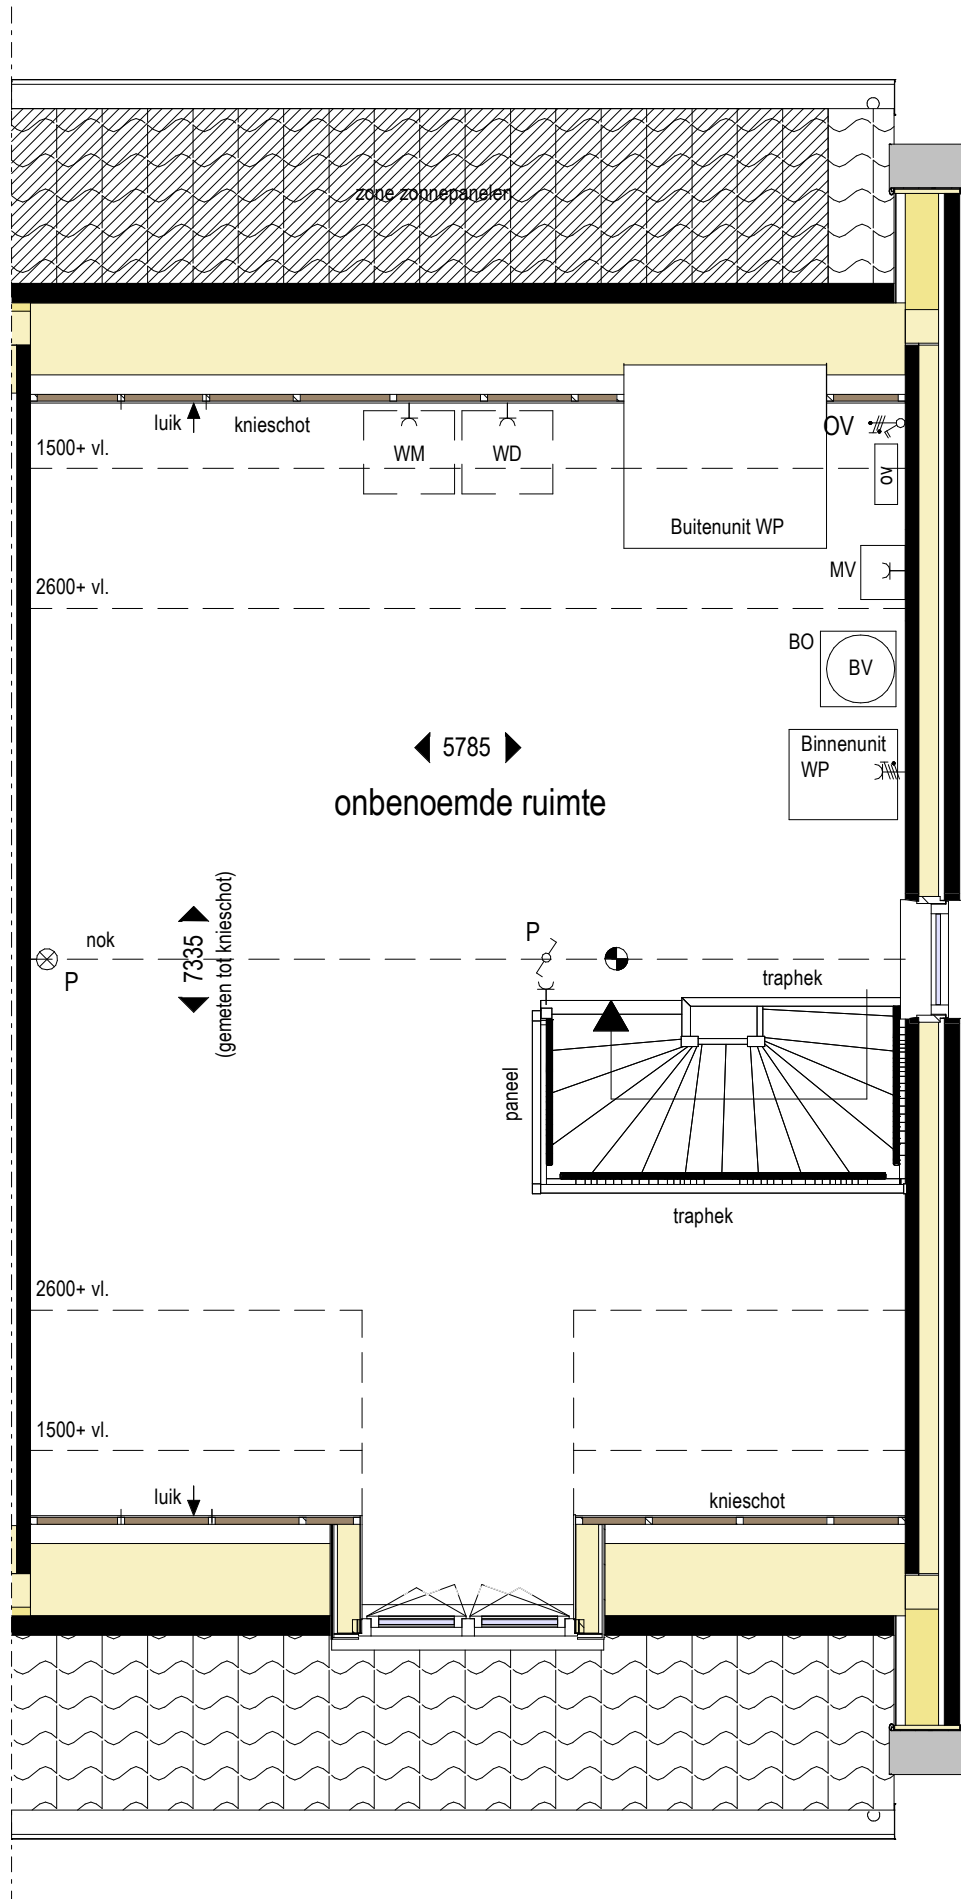 zone zonnepanelen
luik
knieschot
WM
WD
OV
1500+ vl.
OV
Buitenunit WP
MV
2600+ vl.
BO
BV
5785
Binnenunit
WP
onbenoemde ruimte
7335
(gemeten tot knieschot)
nok
P
P
traphek
paneel
traphek
2600+ vl.
1500+ vl.
luik
knieschot